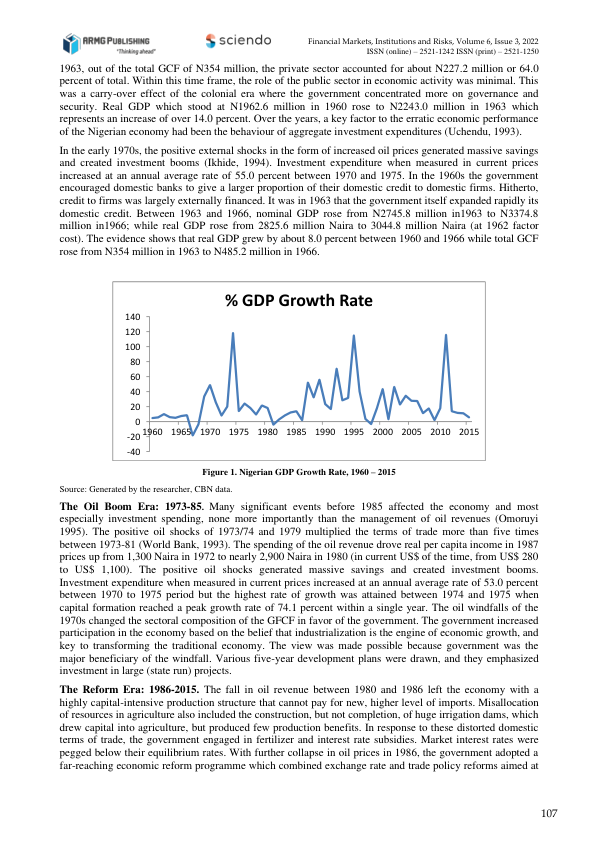 ARMG PUBLISHING
"Thinking ahead"
sciendo
Financial Markets, Institutions and Risks, Volume 6, Issue 3, 2022
ISSN (online) – 2521-1242 ISSN (print) – 2521-1250
1963, out of the total GCF of N354 million, the private sector accounted for about N227.2 million or 64.0
percent of total. Within this time frame, the role of the public sector in economic activity was minimal. This
was a carry-over effect of the colonial era where the government concentrated more on governance and
security. Real GDP which stood at N1962.6 million in 1960 rose to N2243.0 million in 1963 which
represents an increase of over 14.0 percent. Over the years, a key factor to the erratic economic performance
of the Nigerian economy had been the behaviour of aggregate investment expenditures (Uchendu, 1993).
In the early 1970s, the positive external shocks in the form of increased oil prices generated massive savings
and created investment booms (Ikhide, 1994). Investment expenditure when measured in current prices
increased at an annual average rate of 55.0 percent between 1970 and 1975. In the 1960s the government
encouraged domestic banks to give a larger proportion of their domestic credit to domestic firms. Hitherto,
credit to firms was largely externally financed. It was in 1963 that the government itself expanded rapidly its
domestic credit. Between 1963 and 1966, nominal GDP rose from N2745.8 million in1963 to N3374.8
million in1966; while real GDP rose from 2825.6 million Naira to 3044.8 million Naira (at 1962 factor
cost). The evidence shows that real GDP grew by about 8.0 percent between 1960 and 1966 while total GCF
rose from N354 million in 1963 to N485.2 million in 1966.
% GDP Growth Rate
140
120
100
80
60
40
20
0
-20
-40
1960 1965 1970 1975 1980 1985 1990 1995 2000 2005 2010 2015
Figure 1. Nigerian GDP Growth Rate, 1960 – 2015
Source: Generated by the researcher, CBN data.
The Oil Boom Era: 1973-85. Many significant events before 1985 affected the economy and most
especially investment spending, none more importantly than the management of oil revenues (Omoruyi
1995). The positive oil shocks of 1973/74 and 1979 multiplied the terms of trade more than five times
between 1973-81 (World Bank, 1993). The spending of the oil revenue drove real per capita income in 1987
prices up from 1,300 Naira in 1972 to nearly 2,900 Naira in 1980 (in current US$ of the time, from US$ 280
to US$ 1,100). The positive oil shocks generated massive savings and created investment booms.
Investment expenditure when measured in current prices increased at an annual average rate of 53.0 percent
between 1970 to 1975 period but the highest rate of growth was attained between 1974 and 1975 when
capital formation reached a peak growth rate of 74.1 percent within a single year. The oil windfalls of the
1970s changed the sectoral composition of the GFCF in favor of the government. The government increased
participation in the economy based on the belief that industrialization is the engine of economic growth, and
key to transforming the traditional economy. The view was made possible because government was the
major beneficiary of the windfall. Various five-year development plans were drawn, and they emphasized
investment in large (state run) projects.
The Reform Era: 1986-2015. The fall in oil revenue between 1980 and 1986 left the economy with a
highly capital-intensive production structure that cannot pay for new, higher level of imports. Misallocation
of resources in agriculture also included the construction, but not completion, of huge irrigation dams, which
drew capital into agriculture, but produced few production benefits. In response to these distorted domestic
terms of trade, the government engaged in fertilizer and interest rate subsidies. Market interest rates were
pegged below their equilibrium rates. With further collapse in oil prices in 1986, the government adopted a
far-reaching economic reform programme which combined exchange rate and trade policy reforms aimed at
107